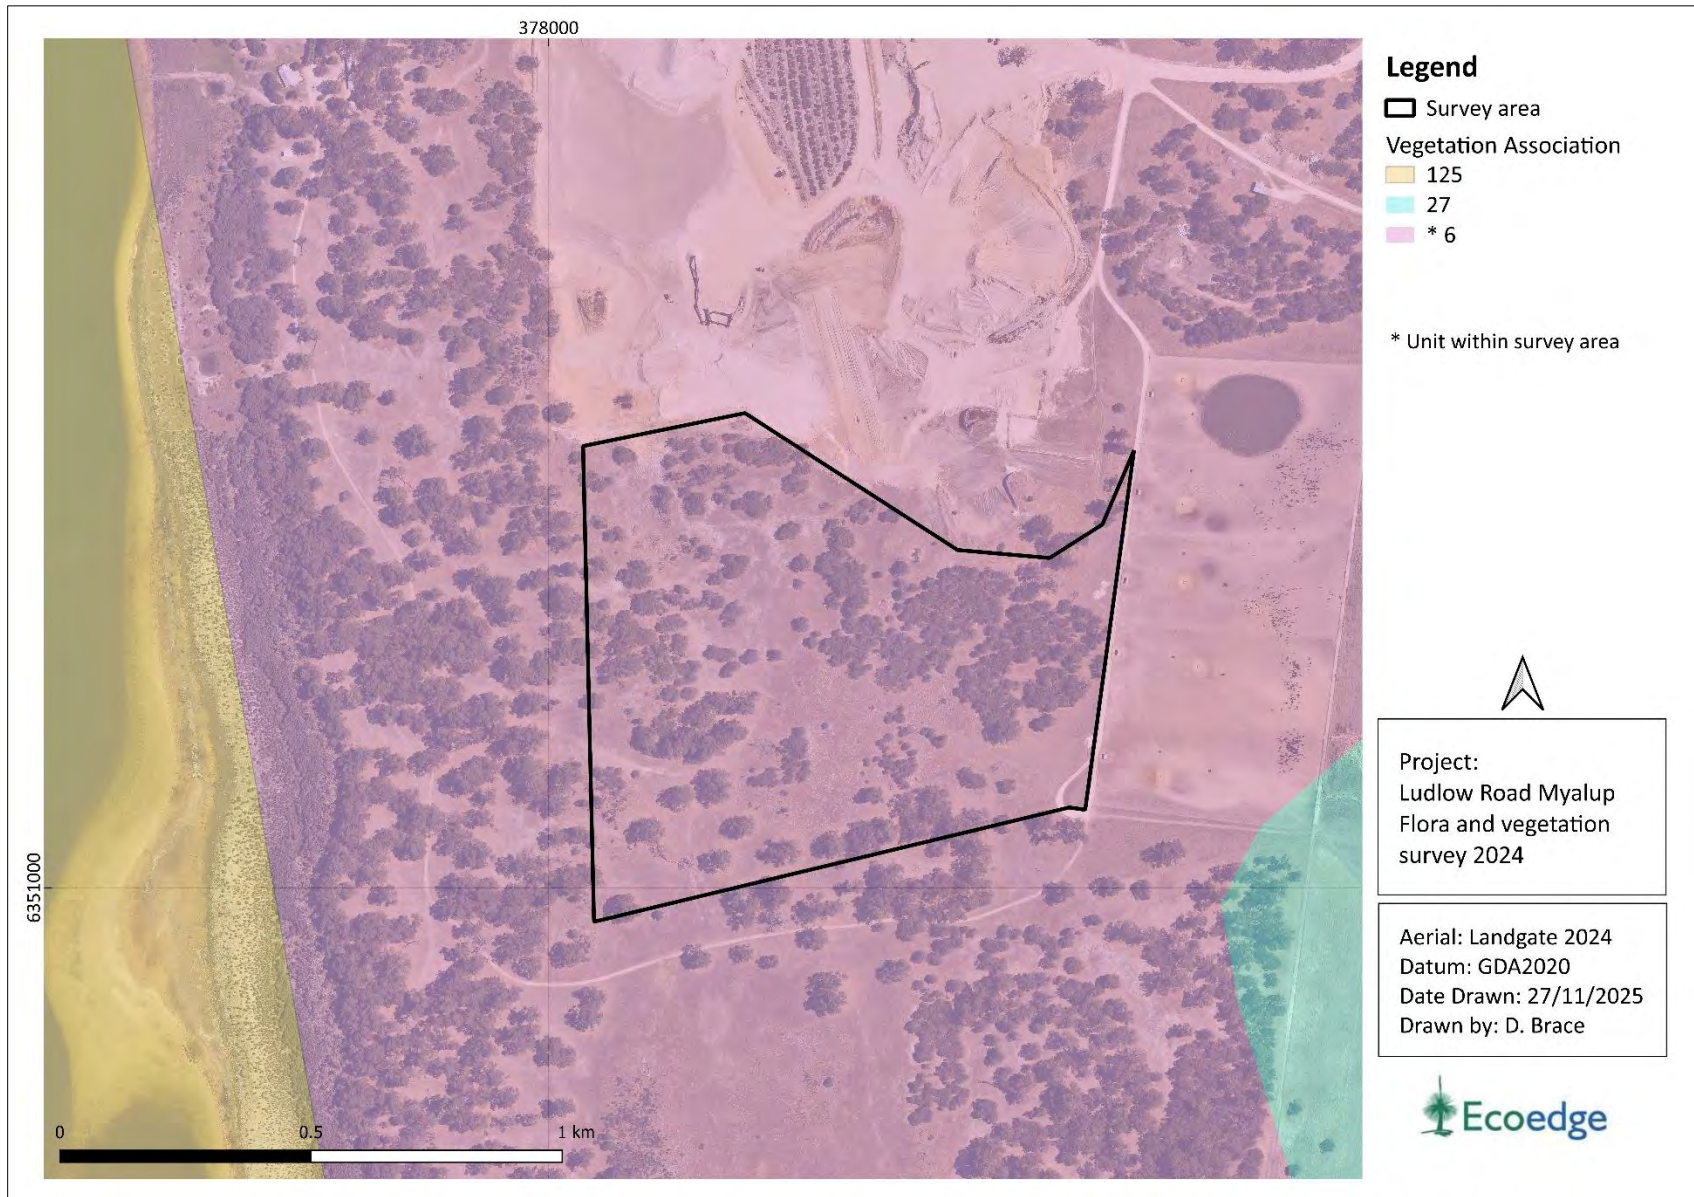 378000
6351000
0 0.5 1 km
Legend
Survey area
Vegetation Association
125
27
* 6
* Unit within survey area
Project:
Ludlow Road Myalup
Flora and vegetation
survey 2024
Aerial: Landgate 2024
Datum: GDA2020
Date Drawn: 27/11/2025
Drawn by: D. Brace
Ecoedge